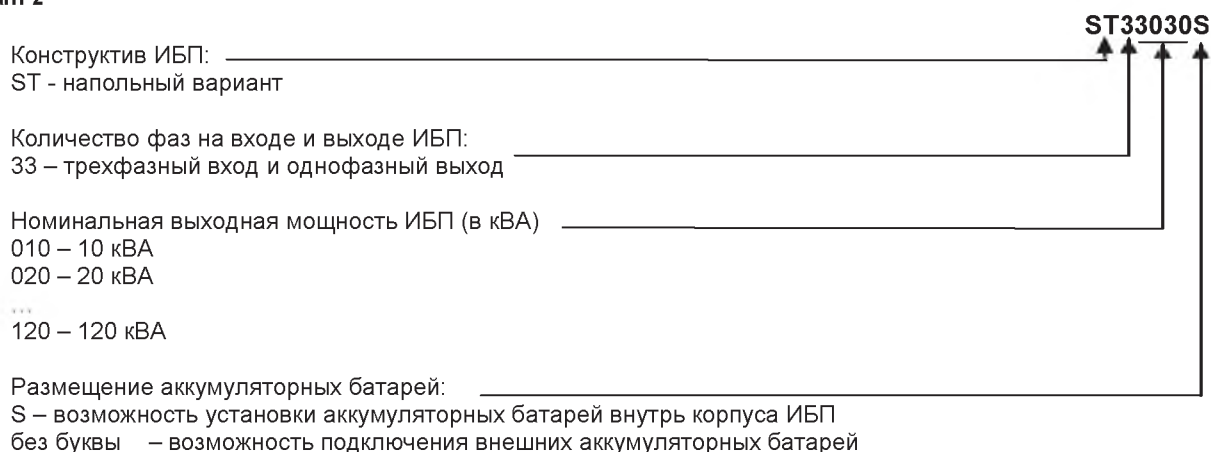 ST33030S
Конструктив ИБП:
ST - напольный вариант
Количество фаз на входе и выходе ИБП:
33 – трехфазный вход и однофазный выход
Номинальная выходная мощность ИБП (в кВА)
010 – 10 кВА
020 – 20 кВА
...
120 – 120 кВА
Размещение аккумуляторных батарей:
S – возможность установки аккумуляторных батарей внутрь корпуса ИБП
без буквы – возможность подключения внешних аккумуляторных батарей